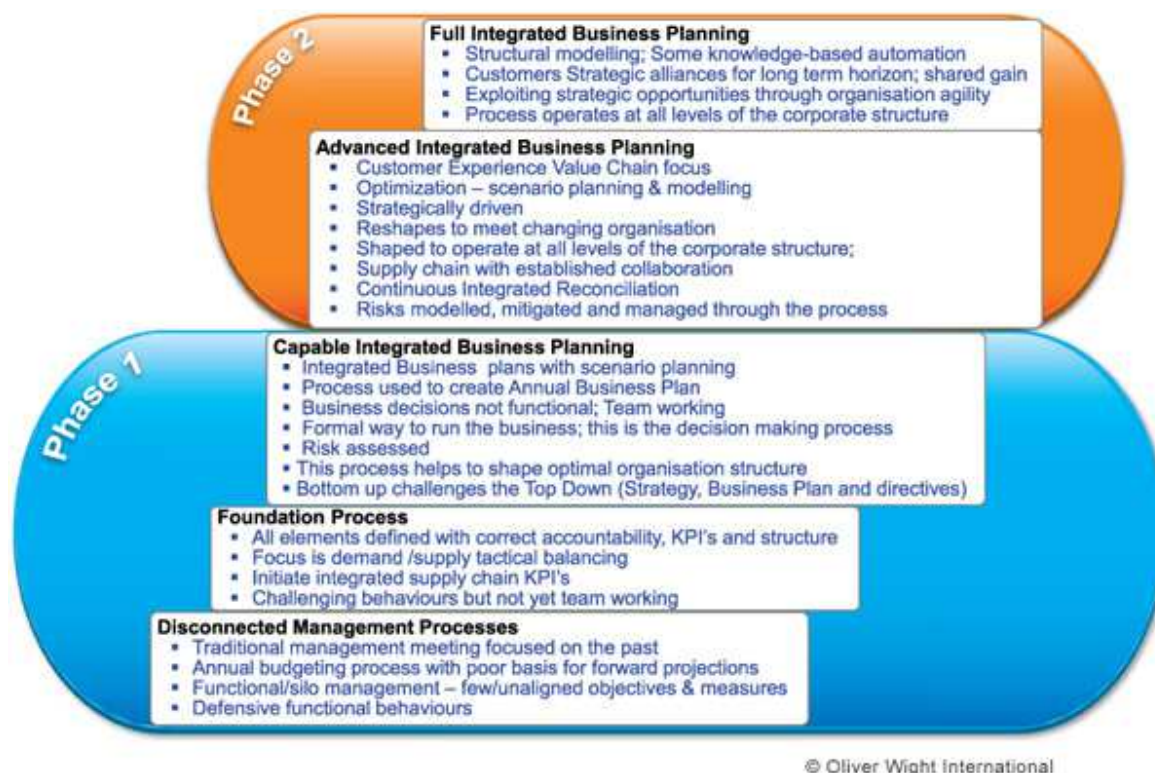 Phase 2
Full Integrated Business Planning
▪ Structural modelling; Some knowledge-based automation
▪ Customers Strategic alliances for long term horizon; shared gain
▪ Exploiting strategic opportunities through organisation agility
▪ Process operates at all levels of the corporate structure
Advanced Integrated Business Planning
▪ Customer Experience Value Chain focus
▪ Optimization – scenario planning & modelling
▪ Strategically driven
▪ Reshapes to meet changing organisation
▪ Shaped to operate at all levels of the corporate structure;
▪ Supply chain with established collaboration
▪ Continuous Integrated Reconciliation
▪ Risks modelled, mitigated and managed through the process
Phase 1
Capable Integrated Business Planning
▪ Integrated Business plans with scenario planning
▪ Process used to create Annual Business Plan
▪ Business decisions not functional; Team working
▪ Formal way to run the business; this is the decision making process
▪ Risk assessed
▪ This process helps to shape optimal organisation structure
▪ Bottom up challenges the Top Down (Strategy, Business Plan and directives)
Foundation Process
▪ All elements defined with correct accountability, KPI's and structure
▪ Focus is demand /supply tactical balancing
▪ Initiate integrated supply chain KPI's
▪ Challenging behaviours but not yet team working
Disconnected Management Processes
▪ Traditional management meeting focused on the past
▪ Annual budgeting process with poor basis for forward projections
▪ Functional/silo management – few/unaligned objectives & measures
▪ Defensive functional behaviours
© Oliver Wight International